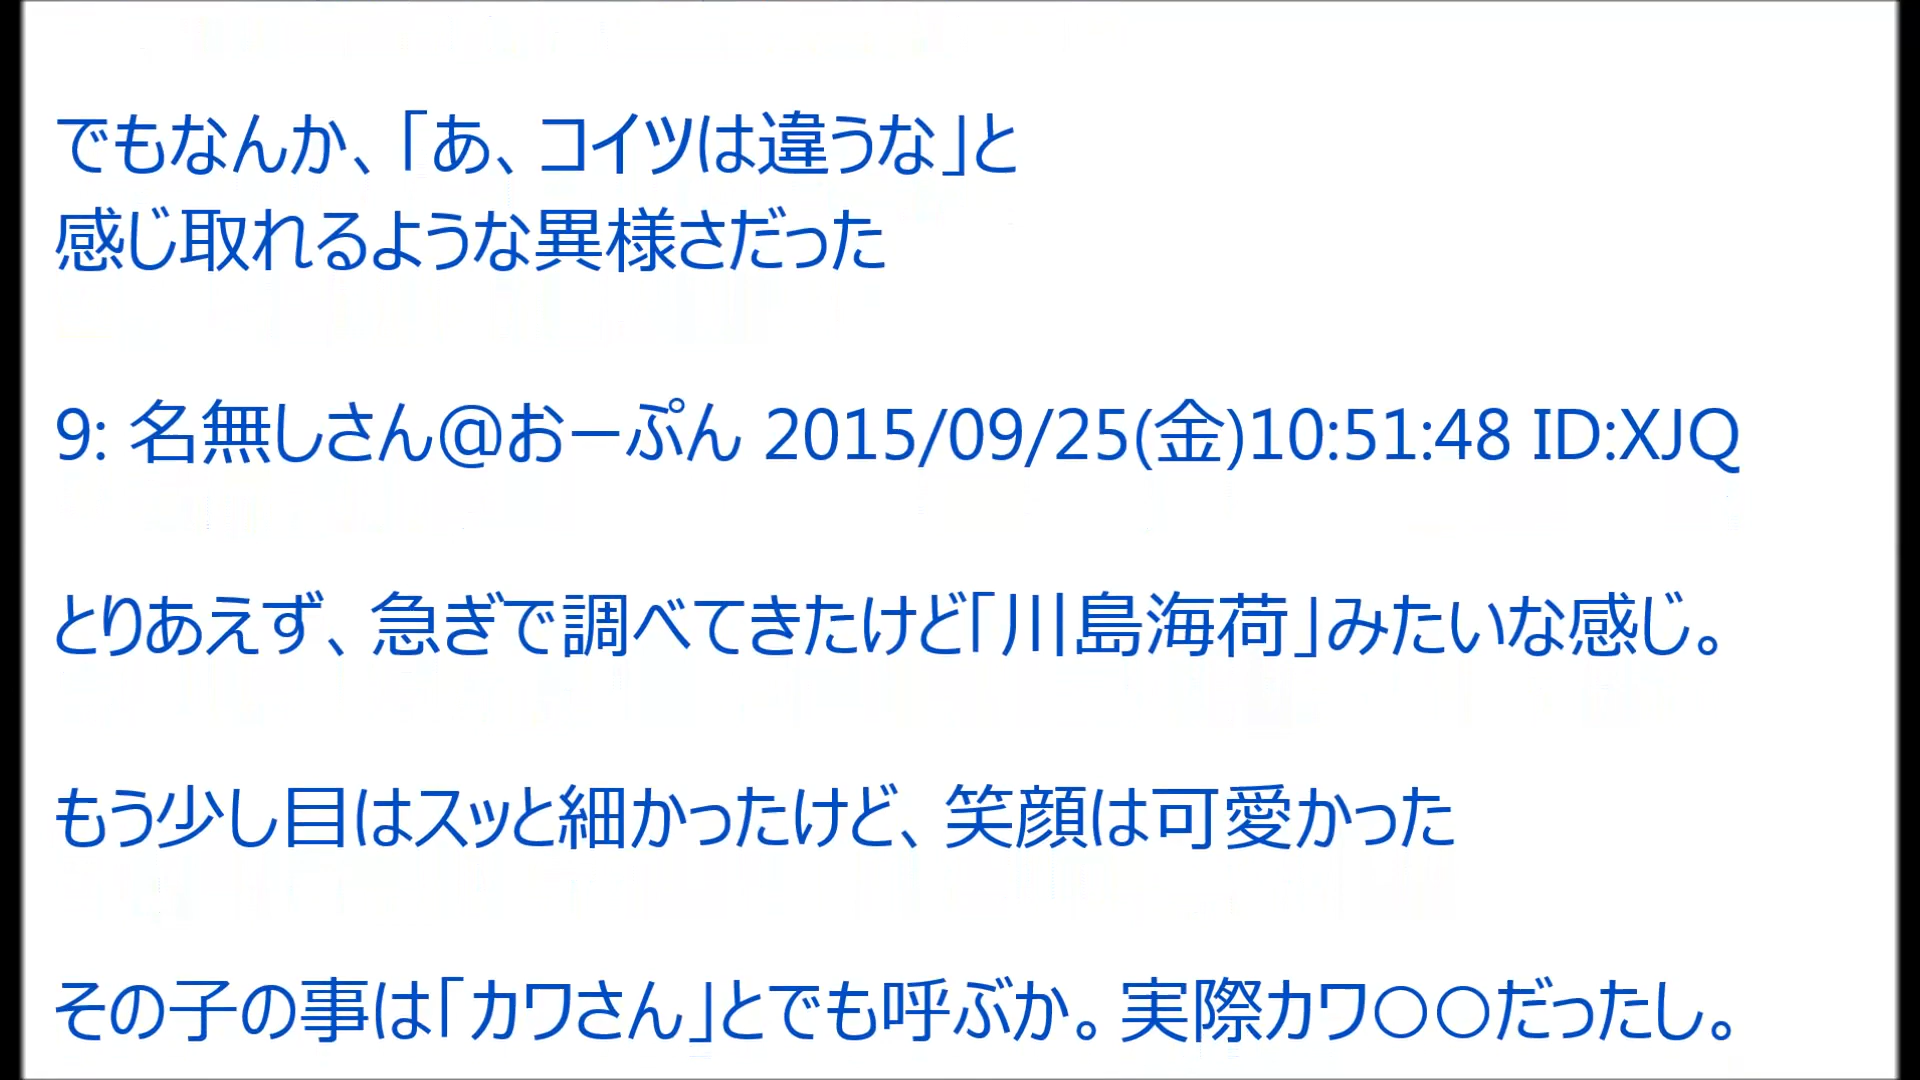 でもなんか、「あ、コイツは違うな」と
感じ取れるような異様さだった
9: 名無しさん@おーぷん 2015/09/25(金)10:51:48 ID:XJQ
とりあえず、急ぎで調べてきたけど「川島海荷」みたいな感じ。
もう少し目はスッと細かったけど、笑顔は可愛かった
その子の事は「カワさん」とでも呼ぶか。実際カワ○○だったし。